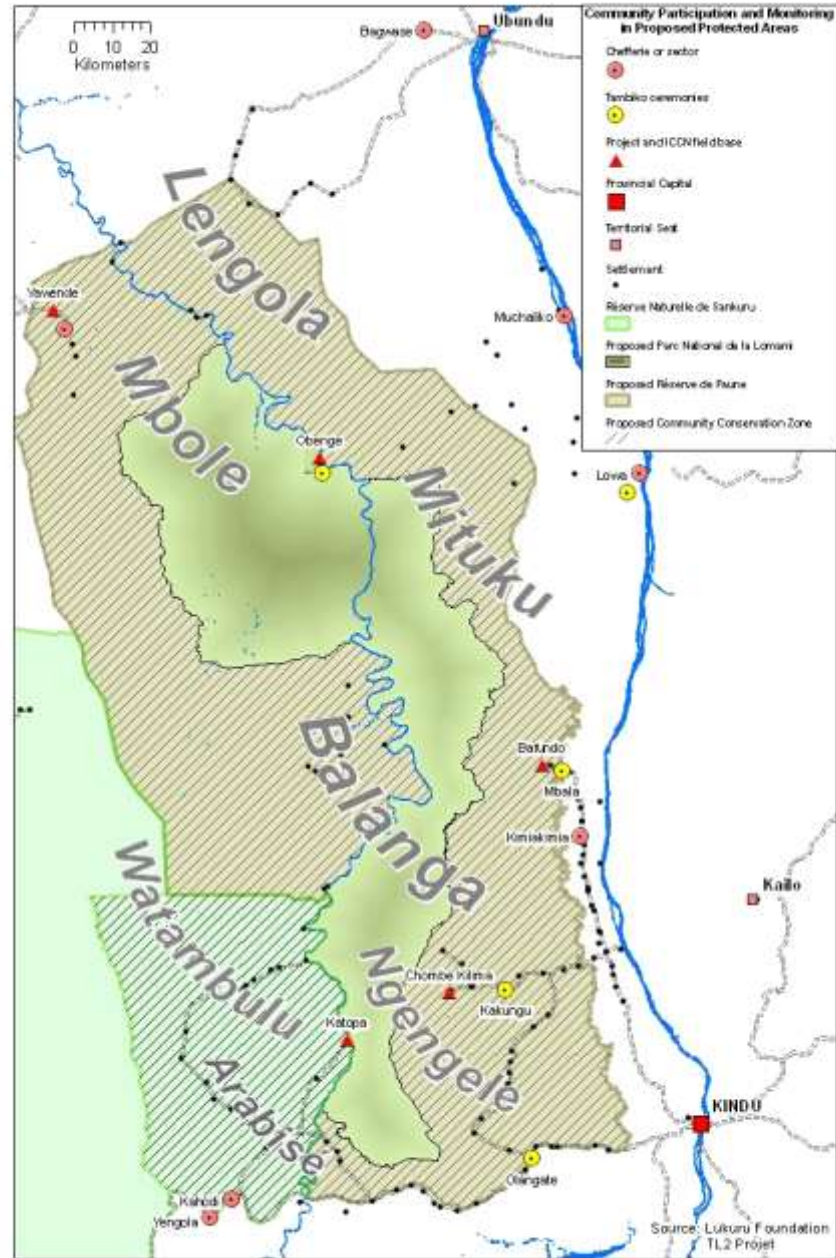 0 10 20
Kilometers
Bagwase
Ubundu
Community Participation and Monitoring
in Proposed Protected Areas
Chefferie or sector
Tambiko ceremonies
Project and ICCN field base
Provincial Capital
Territorial Seat
Settlement
Réserve Naturelle de Sankuru
Proposed Parc National de la Lomami
Proposed Réserve de Faune
Proposed Community Conservation Zone
Lengola
Yawende
Muchaliko
Mbole
Obenge
Mituku
Lowa
Balanga
Batundo
Mbala
Kimiakimia
Kailo
Watambulu
Ngengele
Chombe Kilima
Kakungu
Katopa
Arabisé
KINDU
Olangate
Kahodi
Yengola
Source: Lukuru Foundation
TL2 Projet